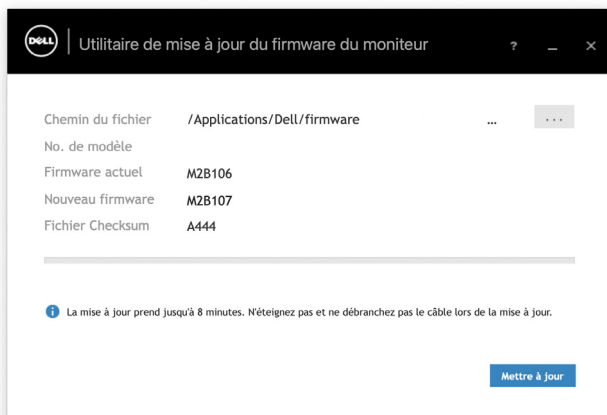 DELL | Utilitaire de mise à jour du firmware du moniteur ? _ ×
Chemin du fichier /Applications/Dell/firmware ... ...
No. de modèle
Firmware actuel M2B106
Nouveau firmware M2B107
Fichier Checksum A444
La mise à jour prend jusqu'à 8 minutes. N'éteignez pas et ne débranchez pas le câble lors de la mise à jour.
Mettre à jour